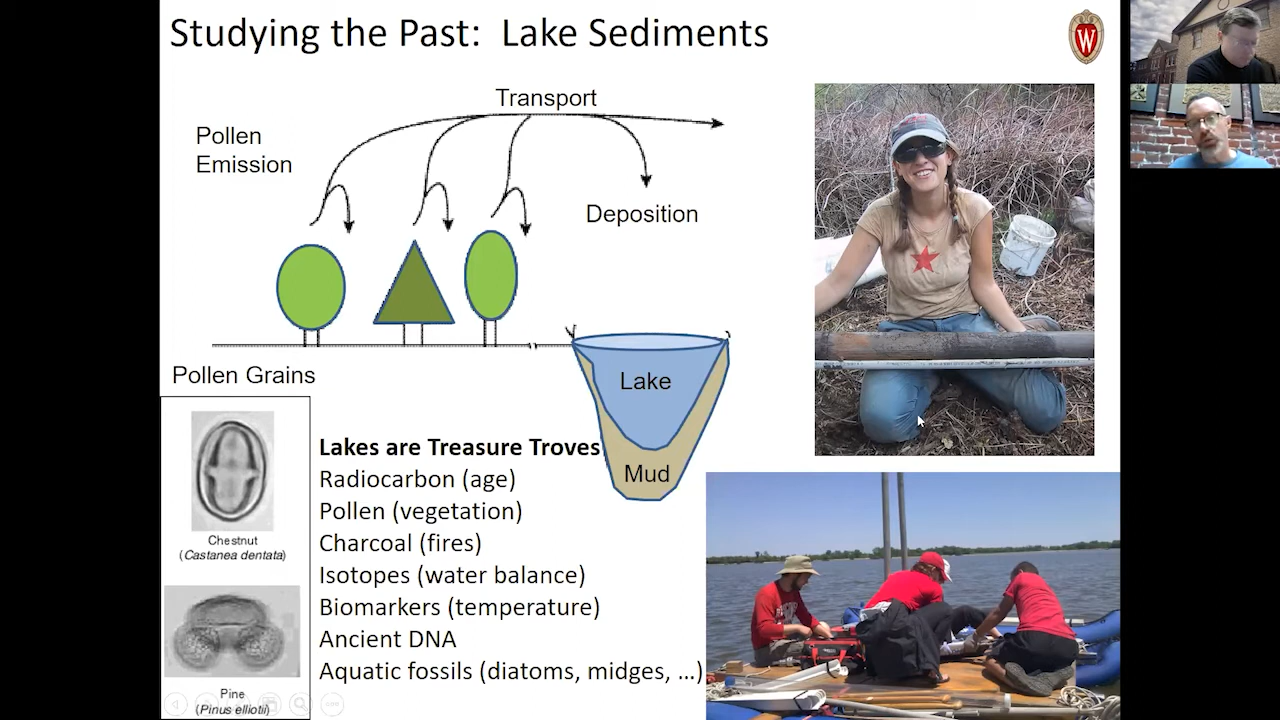 Studying the Past:  Lake Sediments
W
Transport
Pollen
Emission
Deposition
Pollen Grains
Lake
Mud
Chestnut
(Castanea dentata)
Pine
(Pinus elliotii)
Lakes are Treasure Troves
Radiocarbon (age)
Pollen (vegetation)
Charcoal (fires)
Isotopes (water balance)
Biomarkers (temperature)
Ancient DNA
Aquatic fossils (diatoms, midges, ...)